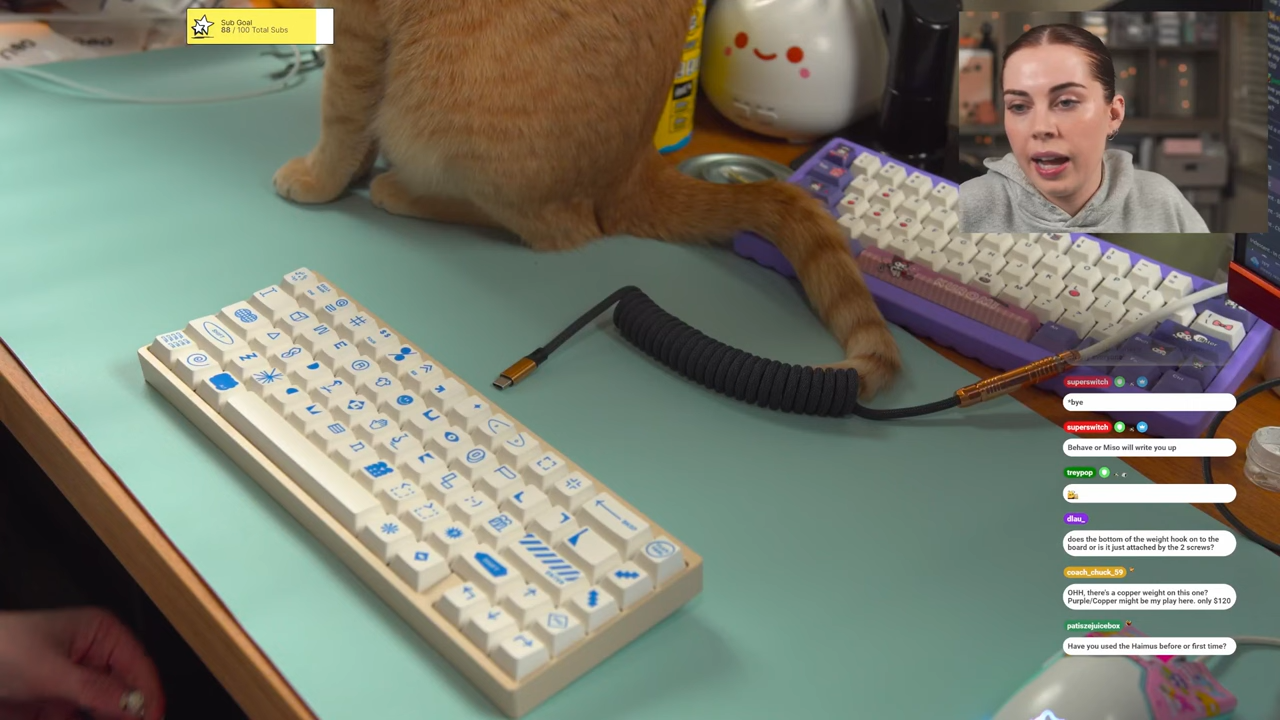 Sub Goal
88 / 100 Total Subs
superswitch
*bye
superswitch
Behave or Miso will write you up
treypop
dlau_
does the bottom of the weight hook on to the
board or is it just attached by the 2 screws?
coach_chuck_59
OHH, there's a copper weight on this one?
Purple/Copper might be my play here. only $120
patiszejuicebox
Have you used the Haimus before or first time?